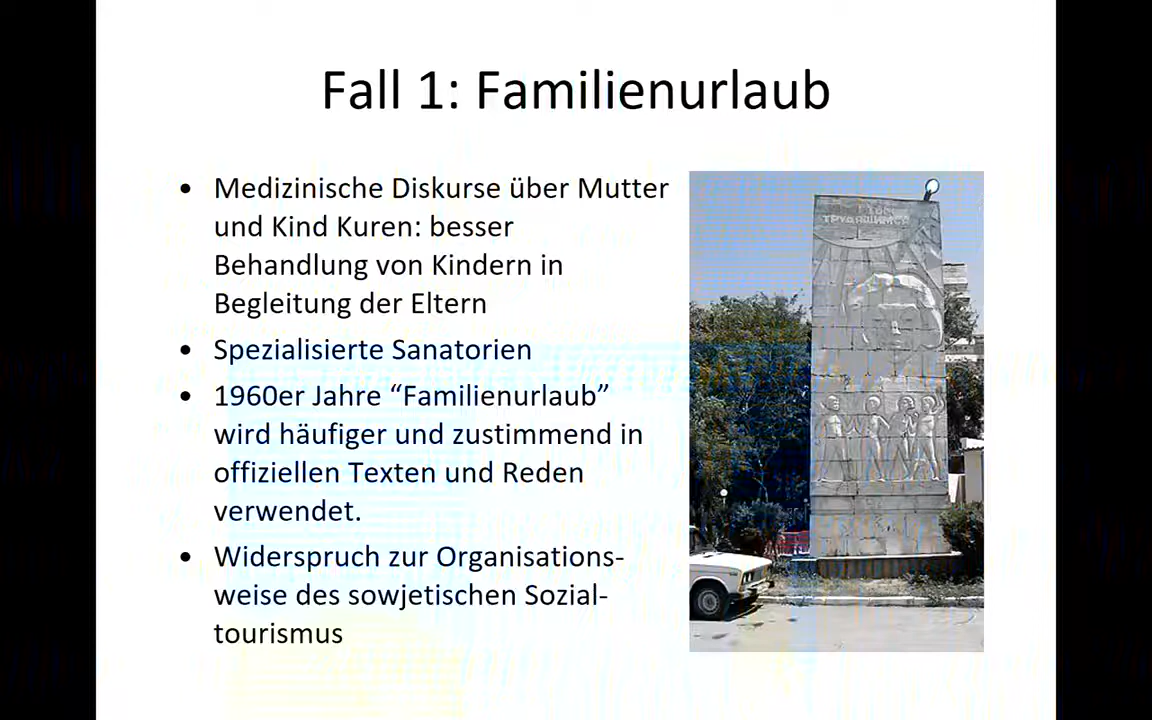 Fall 1: Familienurlaub
• Medizinische Diskurse über Mutter
und Kind Kuren: besser
Behandlung von Kindern in
Begleitung der Eltern
• Spezialisierte Sanatorien
• 1960er Jahre “Familienurlaub”
wird häufiger und zustimmend in
offiziellen Texten und Reden
verwendet.
• Widerspruch zur Organisations-
weise des sowjetischen Sozial-
tourismus
ТРУДЯЩИМСЯ